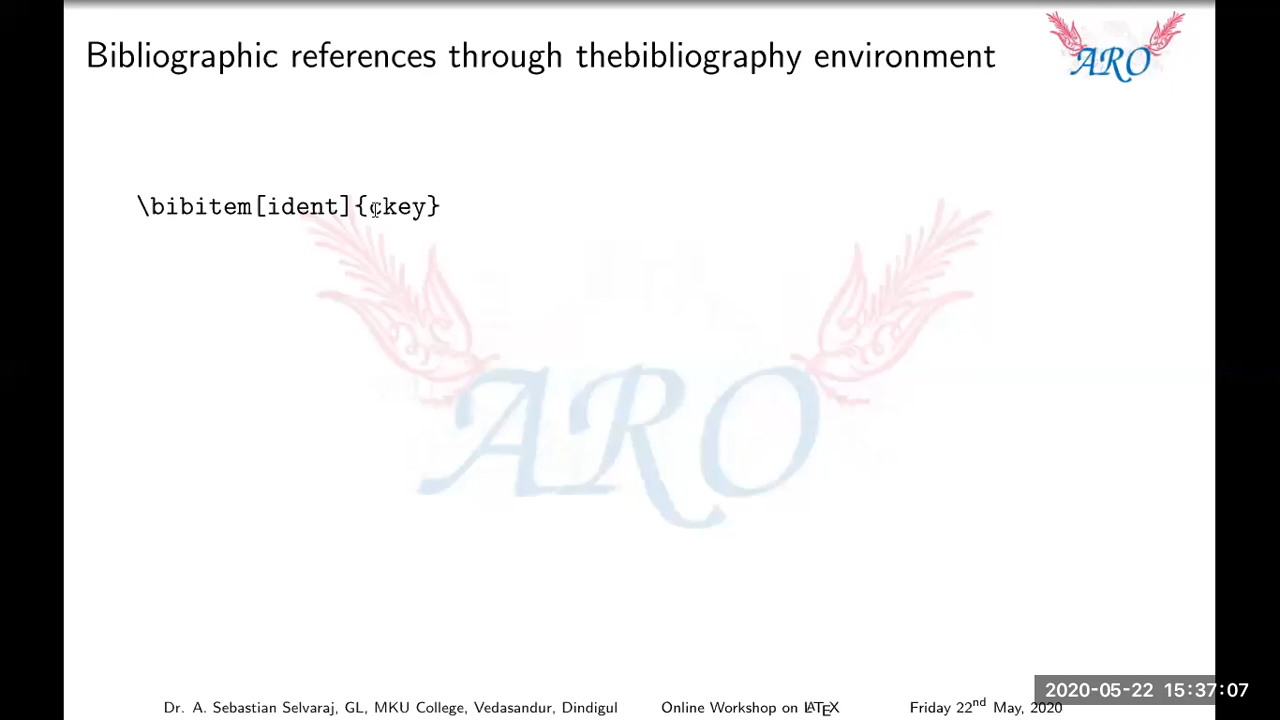 Bibliographic references through thebibliography environment
ARO
\bibitem[ident]{ckey}
ARO
2020-05-22 15:37:07
Dr. A. Sebastian Selvaraj, GL, MKU College, Vedasandur, Dindigul Online Workshop on LATEX Friday 22nd May, 2020